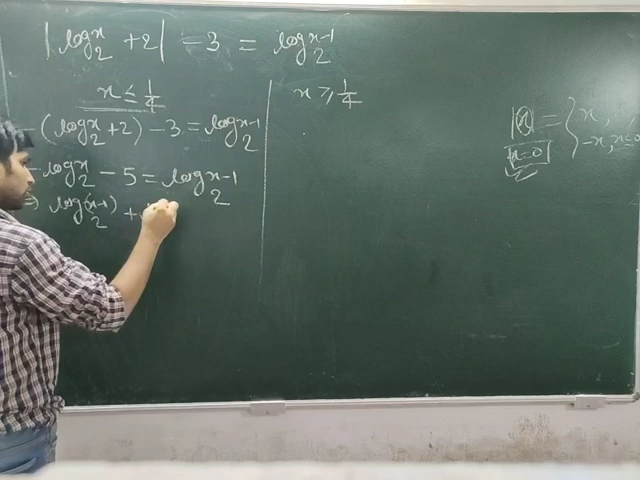 |log₂x + 2| - 3 = log₂x-1
x ≤ 1/4
-(log₂x + 2) - 3 = log₂x-1
-log₂x - 5 = log₂x-1
⇒ log₂(x-1) +
x ≥ 1/4
|x| = { x,
-x, x ≤ 0
x=0